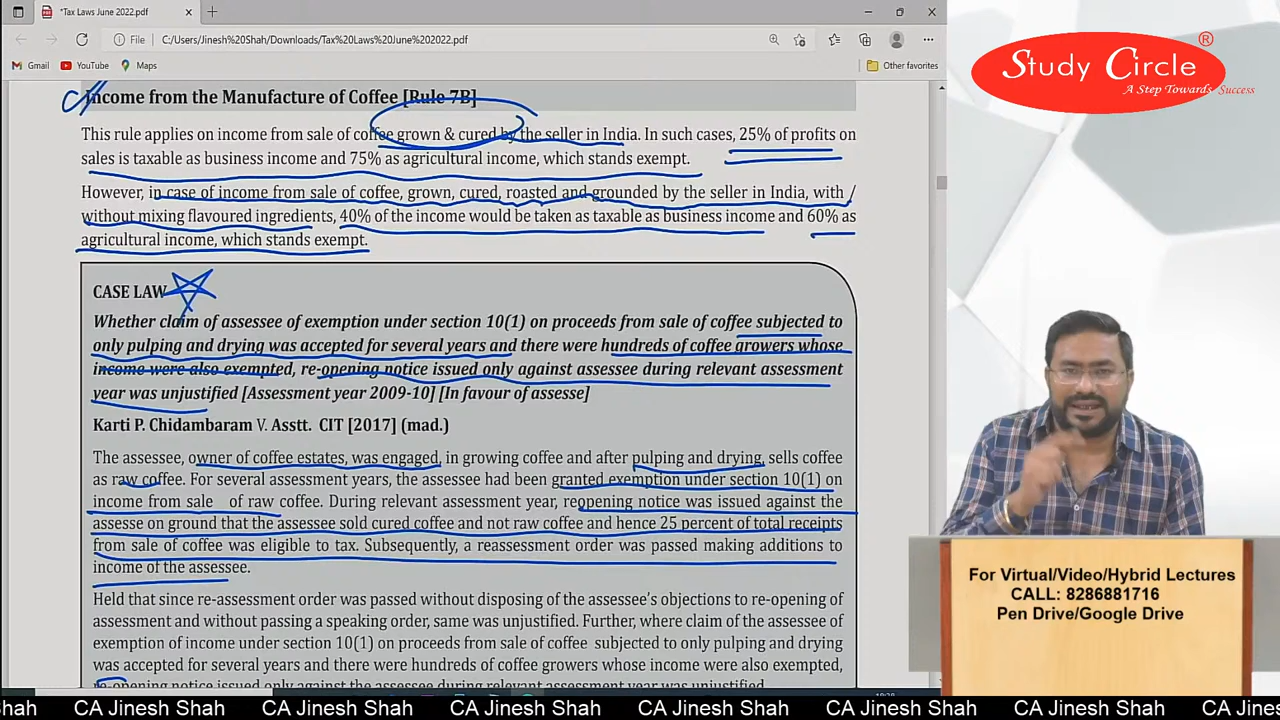 *Tax Laws June 2022.pdf
File
C:/Users/Jinesh%20Shah/Downloads/Tax%20Laws%20June%202022.pdf
Gmail
YouTube
Maps
Other favorites
Income from the Manufacture of Coffee [Rule 7B]
This rule applies on income from sale of coffee grown & cured by the seller in India. In such cases, 25% of profits on
sales is taxable as business income and 75% as agricultural income, which stands exempt.
However, in case of income from sale of coffee, grown, cured, roasted and grounded by the seller in India, with /
without mixing flavoured ingredients, 40% of the income would be taken as taxable as business income and 60% as
agricultural income, which stands exempt.
CASE LAW
Whether claim of assessee of exemption under section 10(1) on proceeds from sale of coffee subjected to
only pulping and drying was accepted for several years and there were hundreds of coffee growers whose
income were also exempted, re-opening notice issued only against assessee during relevant assessment
year was unjustified [Assessment year 2009-10] [In favour of assesse]
Karti P. Chidambaram V. Asstt. CIT [2017] (mad.)
The assessee, owner of coffee estates, was engaged, in growing coffee and after pulping and drying, sells coffee
as raw coffee. For several assessment years, the assessee had been granted exemption under section 10(1) on
income from sale of raw coffee. During relevant assessment year, reopening notice was issued against the
assesse on ground that the assessee sold cured coffee and not raw coffee and hence 25 percent of total receipts
from sale of coffee was eligible to tax. Subsequently, a reassessment order was passed making additions to
income of the assessee.
Held that since re-assessment order was passed without disposing of the assessee's objections to re-opening of
assessment and without passing a speaking order, same was unjustified. Further, where claim of the assessee of
exemption of income under section 10(1) on proceeds from sale of coffee subjected to only pulping and drying
was accepted for several years and there were hundreds of coffee growers whose income were also exempted,
re-opening notice issued only against the assessee during relevant assessment year was unjustified.
Study Circle ®
A Step Towards Success
For Virtual/Video/Hybrid Lectures
CALL: 8286881716
Pen Drive/Google Drive
hah CA Jinesh Shah CA Jinesh Shah CA Jinesh Shah CA Jinesh Shah CA Jinesh Shah CA Jines